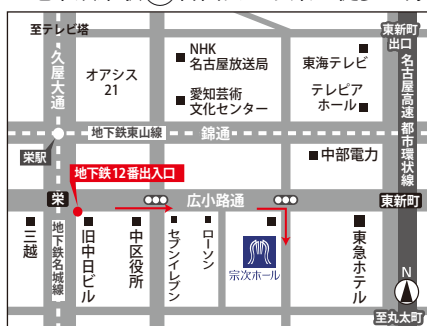 至テレビ塔
久屋大通
オアシス
21
NHK
名古屋放送局
愛知芸術
文化センター
東海テレビ
テレピア
ホール
東新町
出口
名古屋高速都市環状線
地下鉄東山線
錦通
栄駅
中部電力
地下鉄12番出入口
栄
広小路通
東新町
三越
地下鉄名城線
旧中日ビル
中区役所
セブンイレブン
ローソン
宗次ホール
東急ホテル
N
至丸太町